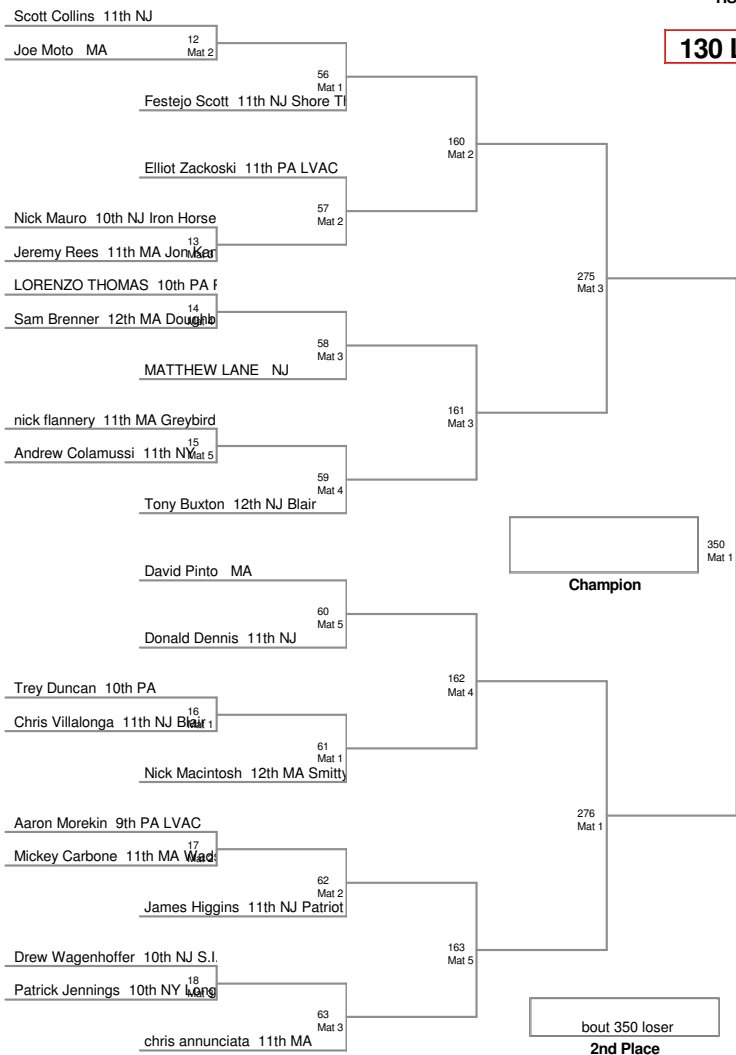 Scott Collins 11th NJ
12
Joe Moto MA
Mat 2
130
56
Mat 1
Festejo Scott 11th NJ Shore
160
Mat 2
Elliot Zackoski 11th PA LVAC
57
Mat 2
Nick Mauro 10th NJ Iron Horse
13
Jeremy Rees 11th MA Jon
275
Mat 3
LORENZO THOMAS 10th PA
14
Sam Brenner 12th MA
58
Mat 3
MATTHEW LANE NJ
161
Mat 3
nick flannery 11th MA Greybird
15
Andrew Colamussi 11th NY
Mat 5
59
Mat 4
Tony Buxton 12th NJ Blair
350
Mat 1
Champion
David Pinto MA
60
Mat 5
Donald Dennis 11th NJ
162
Mat 4
Trey Duncan 10th PA
16
Chris Villalonga 11th NJ Blair
Mat 1
61
Mat 1
Nick Macintosh 12th MA Smitty
276
Mat 1
Aaron Morekin 9th PA LVAC
17
Mickey Carbone 11th MA
62
Mat 2
James Higgins 11th NJ Patriot
163
Mat 5
Drew Wagenhoffer 10th NJ S.I.
18
Patrick Jennings 10th NY Long
63
Mat 3
chris annunciata 11th MA
bout 350 loser
2nd Place